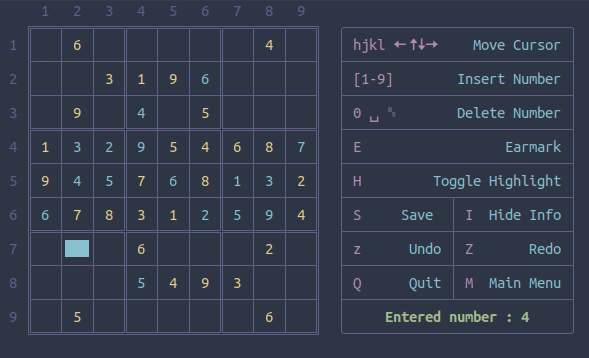 1 2 3 4 5 6 7 8 9
1 6 4 hjkl ←↑↓→ Move Cursor
2 3 1 9 6 [1-9] Insert Number
3 9 4 5 0 ␣ Delete Number
4 1 3 2 9 5 4 6 8 7 E Earmark
5 9 4 5 7 6 8 1 3 2 H Toggle Highlight
6 6 7 8 3 1 2 5 9 4 S Save I Hide Info
7 6 2 z Undo Z Redo
8 5 4 9 3 Q Quit M Main Menu
9 5 6 Entered number : 4